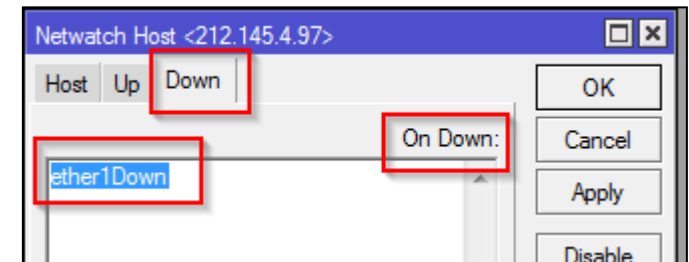 Netwatch Host <212.145.4.97>
Host Up Down
OK
On Down:
Cancel
ether1Down
Apply
Disable